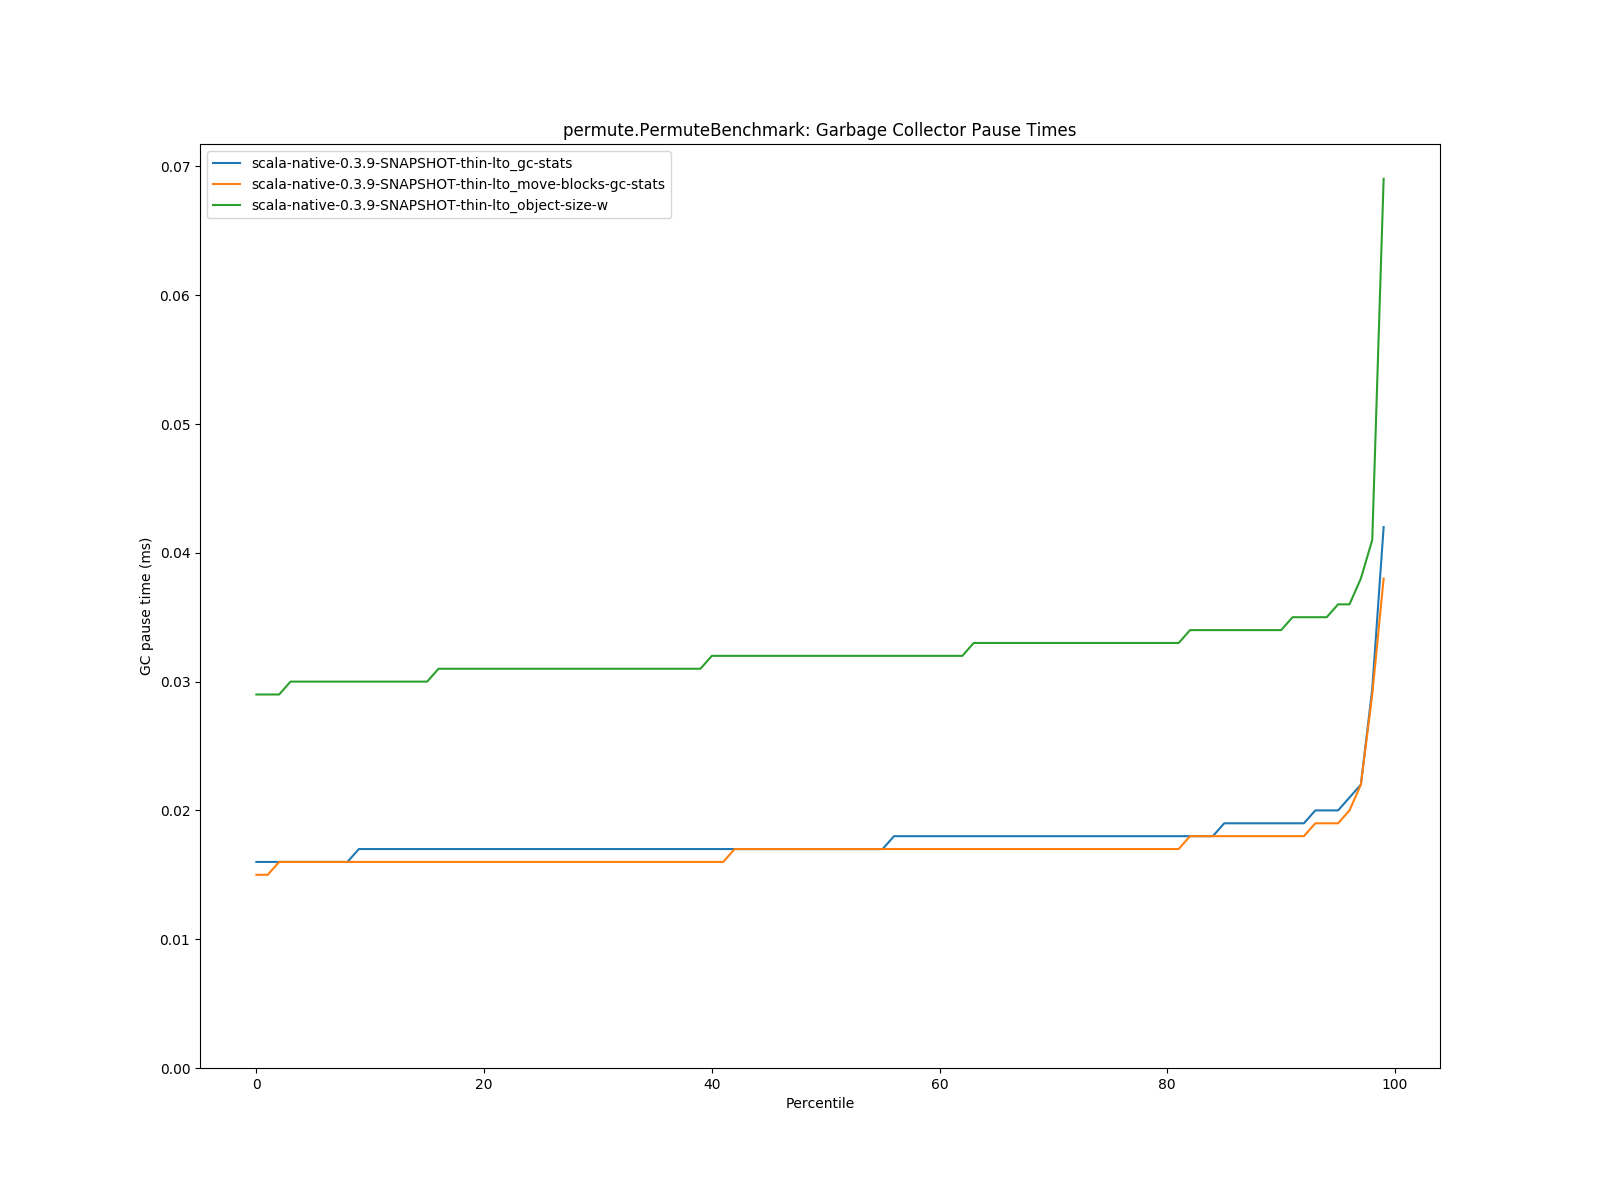 permute.PermuteBenchmark: Garbage Collector Pause Times
scala-native-0.3.9-SNAPSHOT-thin-lto_gc-stats
scala-native-0.3.9-SNAPSHOT-thin-lto_move-blocks-gc-stats
scala-native-0.3.9-SNAPSHOT-thin-lto_object-size-w
0.07
0.06
0.05
0.04
0.03
0.02
0.01
0.00
GC pause time (ms)
0 20 40 60 80 100
Percentile